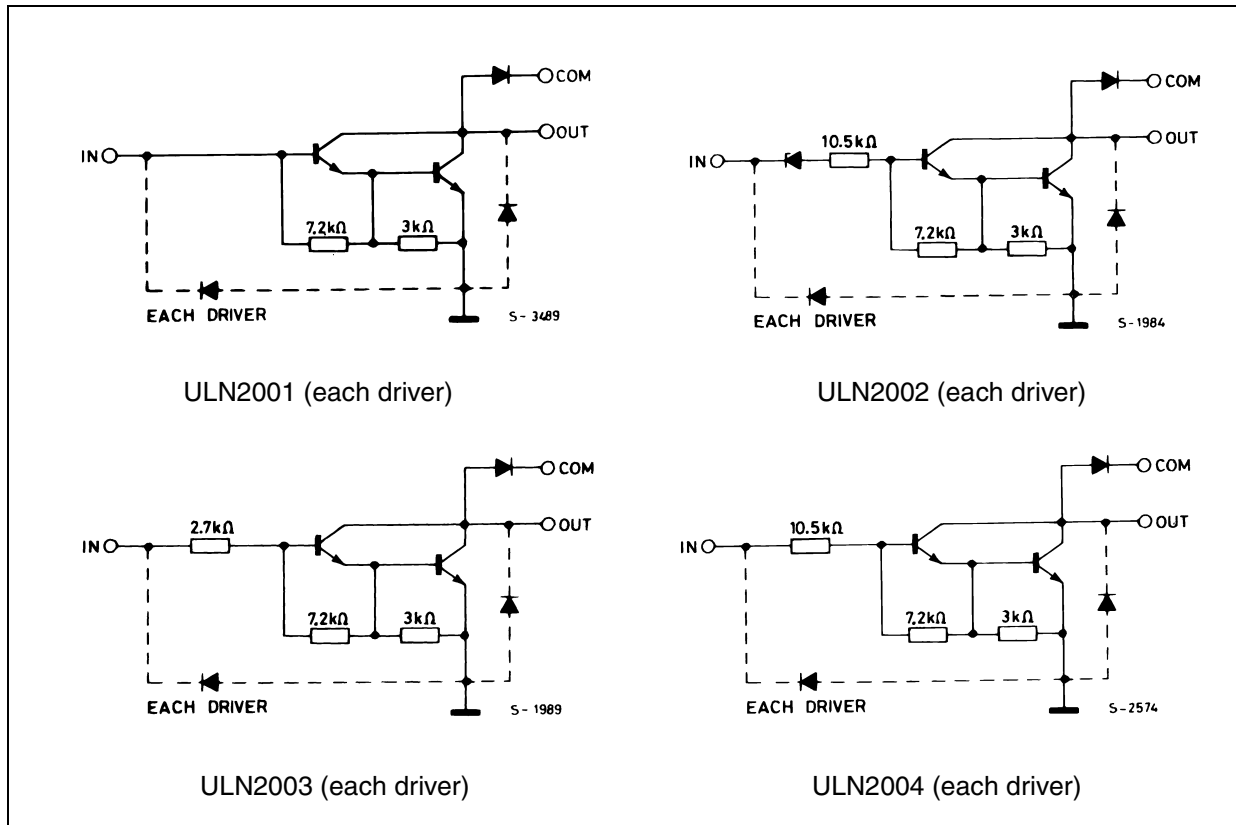 COM
OUT
IN
7.2kΩ
3kΩ
EACH DRIVER
S- 3489
ULN2001 (each driver)
COM
OUT
IN
10.5kΩ
7.2kΩ
3kΩ
EACH DRIVER
S-1984
ULN2002 (each driver)
COM
OUT
IN
2.7kΩ
7.2kΩ
3kΩ
EACH DRIVER
S- 1989
ULN2003 (each driver)
COM
OUT
IN
10.5kΩ
7.2kΩ
3kΩ
EACH DRIVER
S-2574
ULN2004 (each driver)